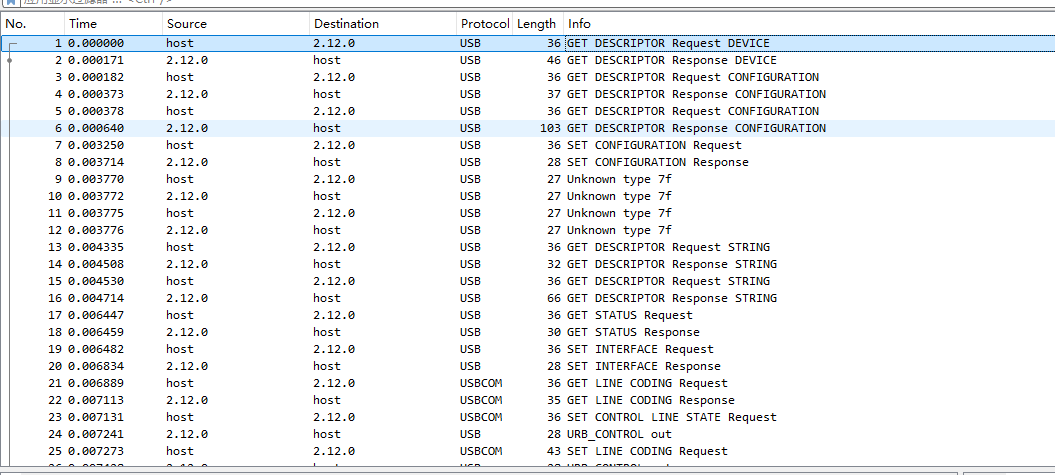 应用显示过滤器 … <Ctrl-/>
No. Time Source Destination Protocol Length Info
1 0.000000 host 2.12.0 USB 36 GET DESCRIPTOR Request DEVICE
2 0.000171 2.12.0 host USB 46 GET DESCRIPTOR Response DEVICE
3 0.000182 host 2.12.0 USB 36 GET DESCRIPTOR Request CONFIGURATION
4 0.000373 2.12.0 host USB 37 GET DESCRIPTOR Response CONFIGURATION
5 0.000378 host 2.12.0 USB 36 GET DESCRIPTOR Request CONFIGURATION
6 0.000640 2.12.0 host USB 103 GET DESCRIPTOR Response CONFIGURATION
7 0.003250 host 2.12.0 USB 36 SET CONFIGURATION Request
8 0.003714 2.12.0 host USB 28 SET CONFIGURATION Response
9 0.003770 host 2.12.0 USB 27 Unknown type 7f
10 0.003772 2.12.0 host USB 27 Unknown type 7f
11 0.003775 host 2.12.0 USB 27 Unknown type 7f
12 0.003776 2.12.0 host USB 27 Unknown type 7f
13 0.004335 host 2.12.0 USB 36 GET DESCRIPTOR Request STRING
14 0.004508 2.12.0 host USB 32 GET DESCRIPTOR Response STRING
15 0.004530 host 2.12.0 USB 36 GET DESCRIPTOR Request STRING
16 0.004714 2.12.0 host USB 66 GET DESCRIPTOR Response STRING
17 0.006447 host 2.12.0 USB 36 GET STATUS Request
18 0.006459 2.12.0 host USB 30 GET STATUS Response
19 0.006482 host 2.12.0 USB 36 SET INTERFACE Request
20 0.006834 2.12.0 host USB 28 SET INTERFACE Response
21 0.006889 host 2.12.0 USBCOM 36 GET LINE CODING Request
22 0.007113 2.12.0 host USBCOM 35 GET LINE CODING Response
23 0.007131 host 2.12.0 USBCOM 36 SET CONTROL LINE STATE Request
24 0.007241 2.12.0 host USB 28 URB_CONTROL out
25 0.007273 host 2.12.0 USBCOM 43 SET LINE CODING Request